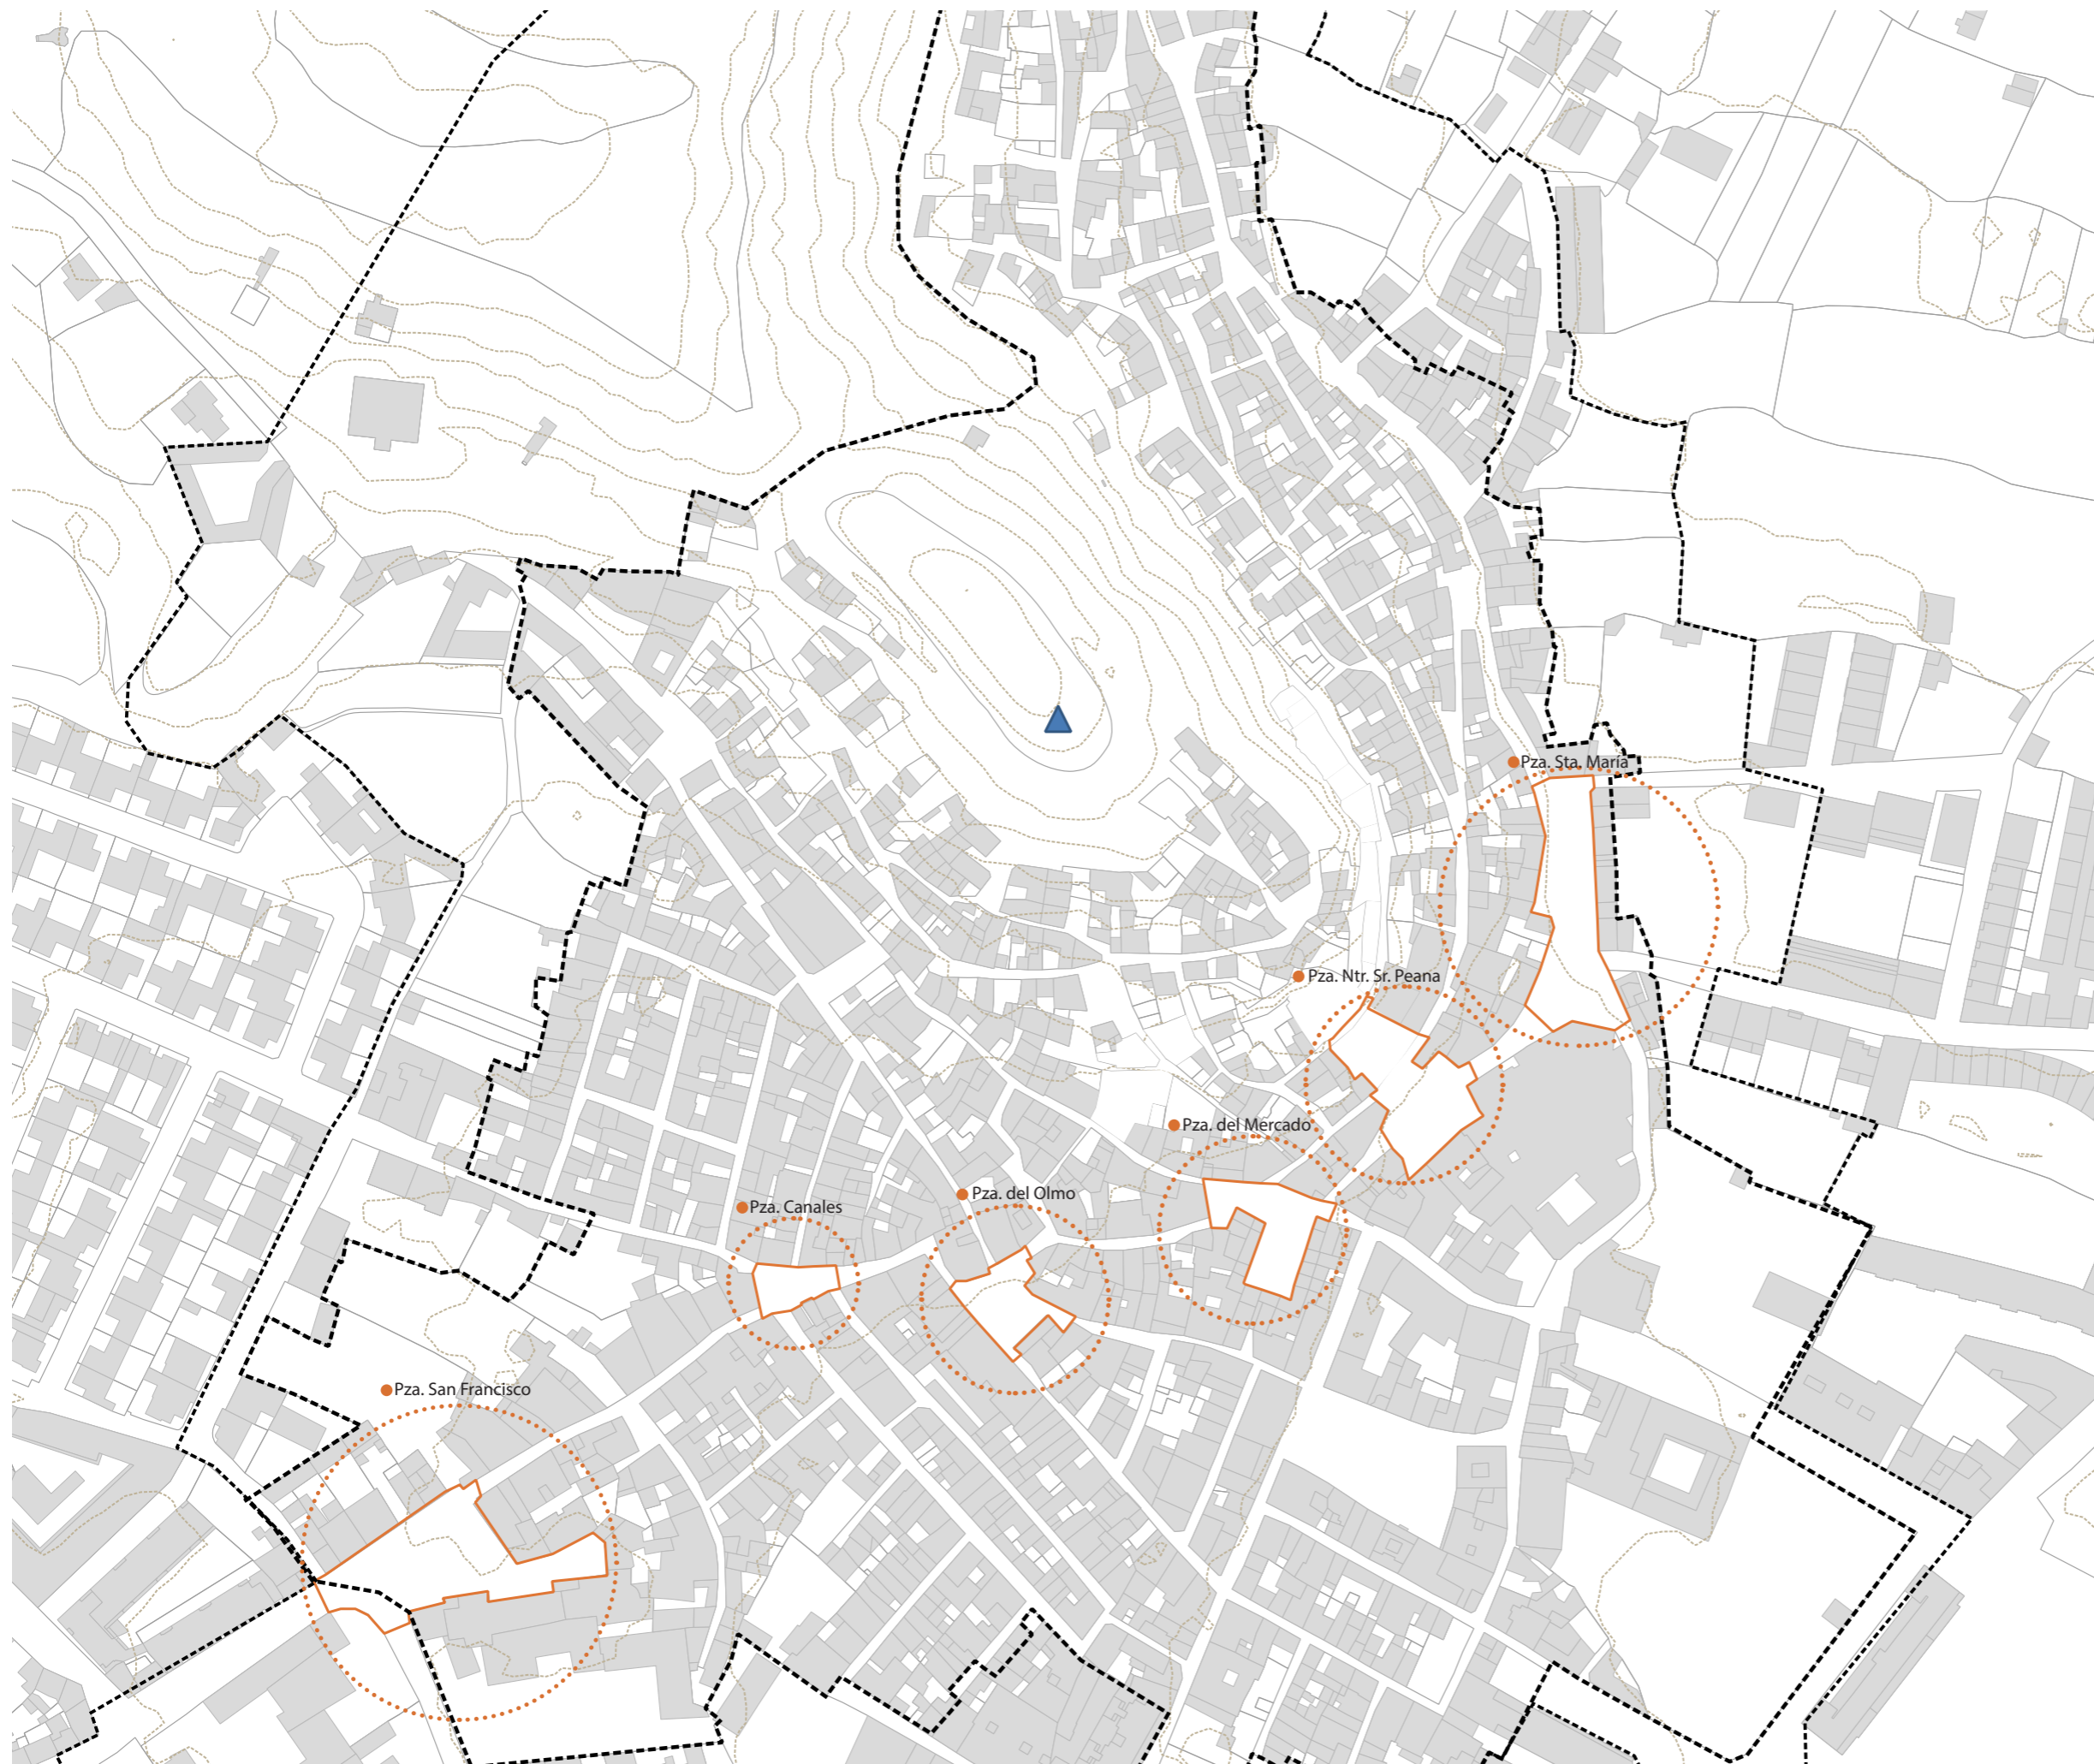 Pza. Sta. María
Pza. Ntr. Sr. Peana
Pza. del Mercado
Pza. del Olmo
Pza. Canales
Pza. San Francisco